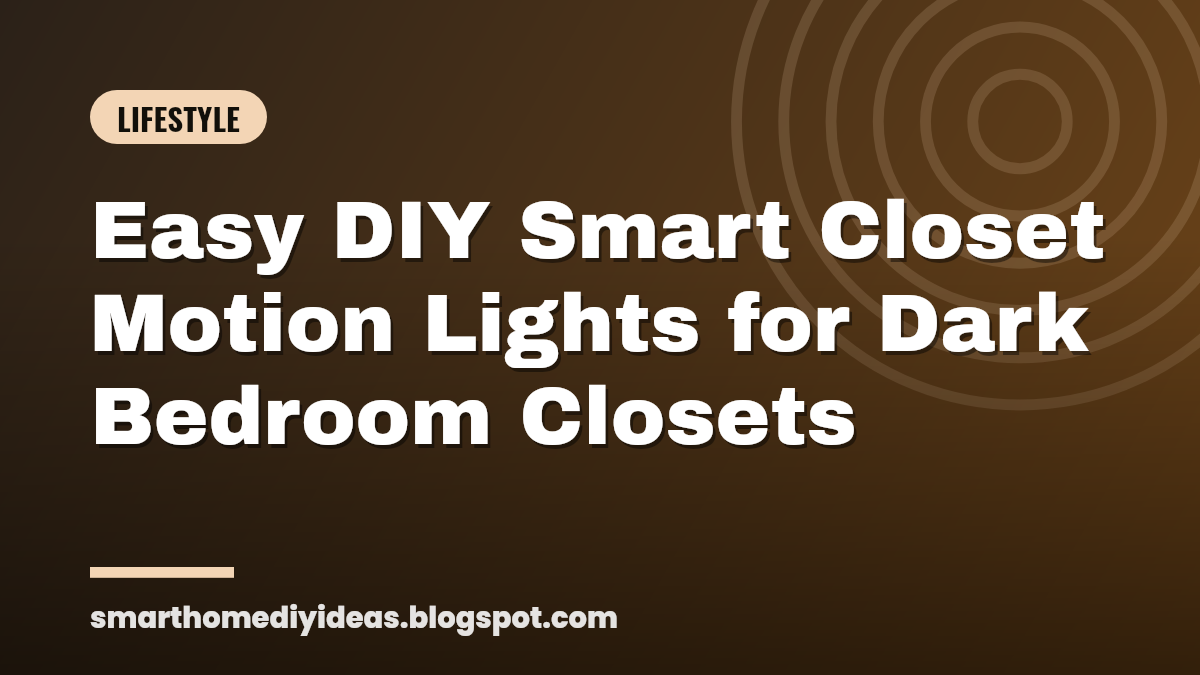 LIFESTYLE
Easy DIY Smart Closet
Motion Lights for Dark
Bedroom Closets
smarthomediyideas.blogspot.com